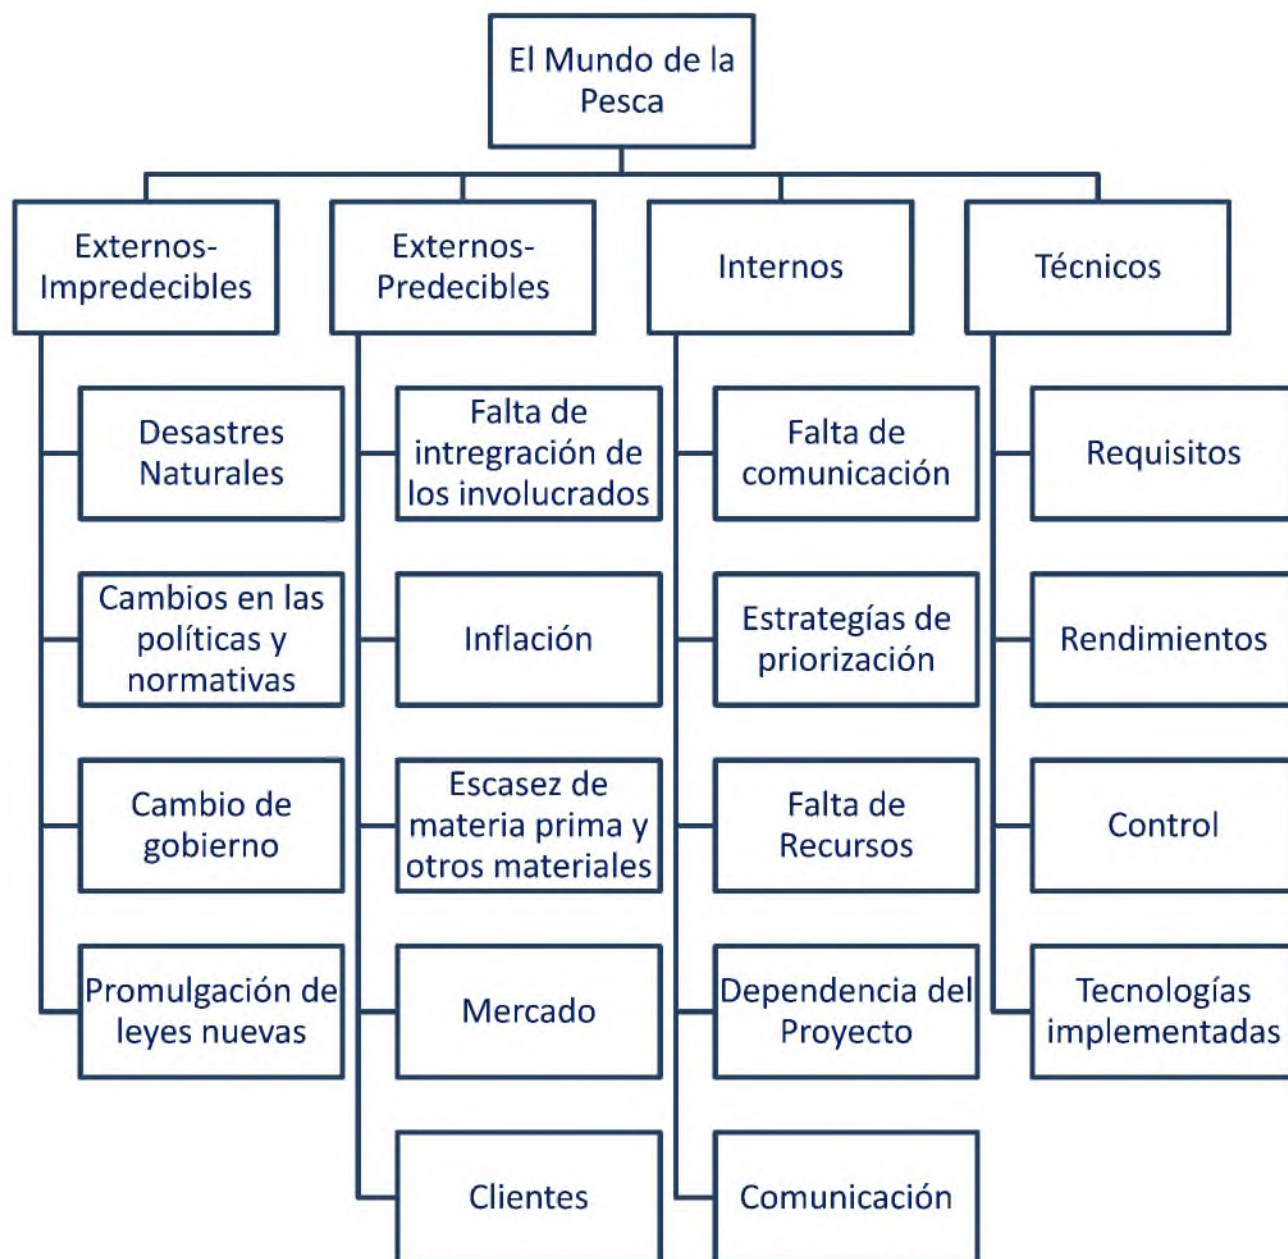 El Mundo de la
Pesca
Externos-
Impredecibles
Desastres
Naturales
Cambios en las
políticas y
normativas
Cambio de
gobierno
Promulgación de
leyes nuevas
Externos-
Predecibles
Falta de
intregración de
los involucrados
Inflación
Escasez de
materia prima y
otros materiales
Mercado
Clientes
Internos
Falta de
comunicación
Estrategías de
priorización
Falta de
Recursos
Dependencia del
Proyecto
Comunicación
Técnicos
Requisitos
Rendimientos
Control
Tecnologías
implementadas